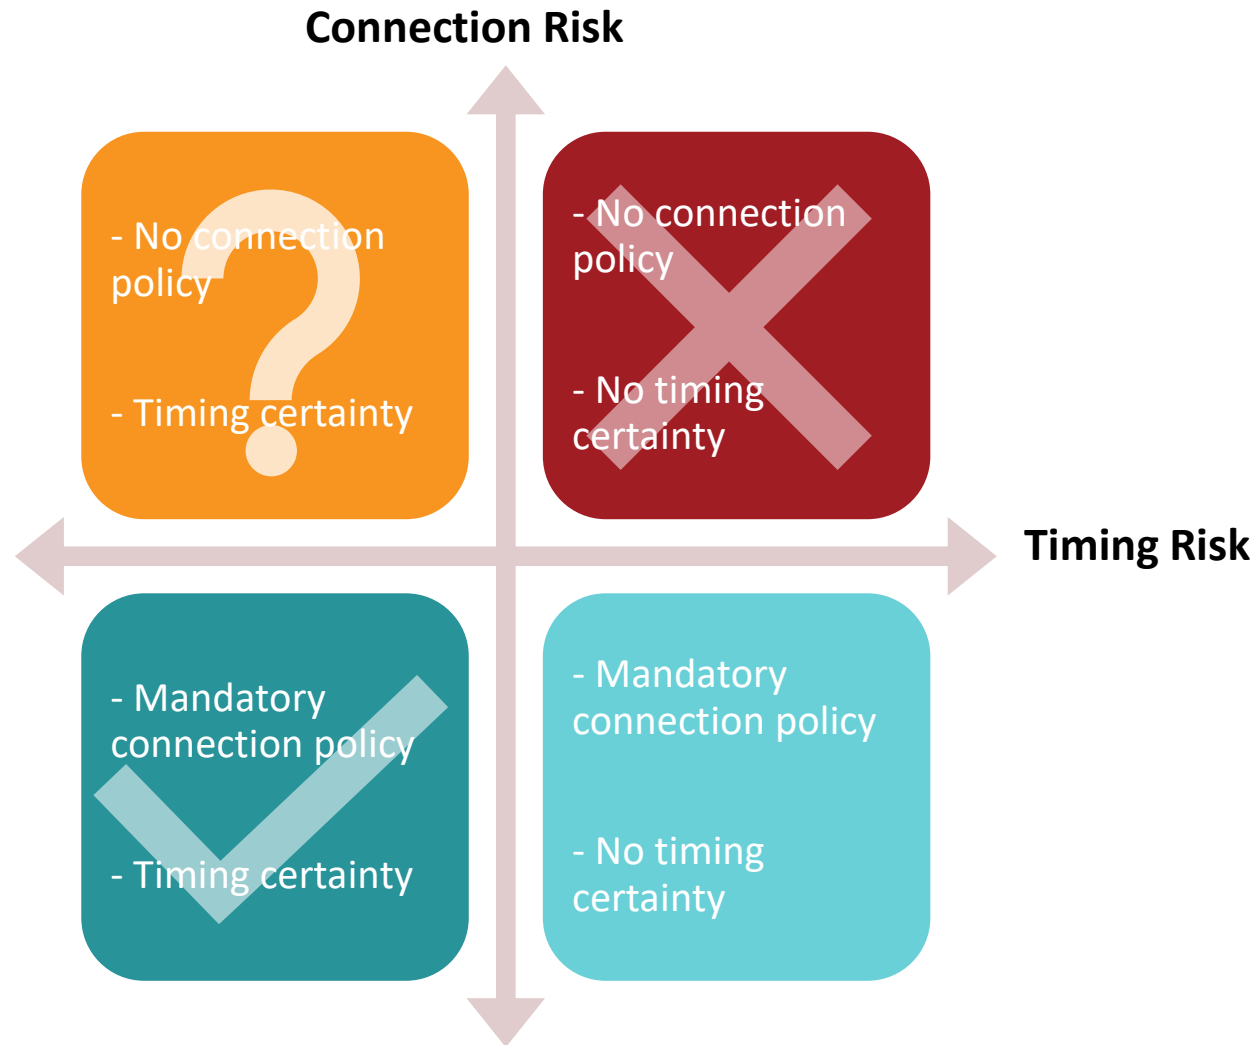 Connection Risk
- No connection
policy
- Timing certainty
- No connection
policy
- No timing
certainty
Timing Risk
- Mandatory
connection policy
- Timing certainty
- Mandatory
connection policy
- No timing
certainty